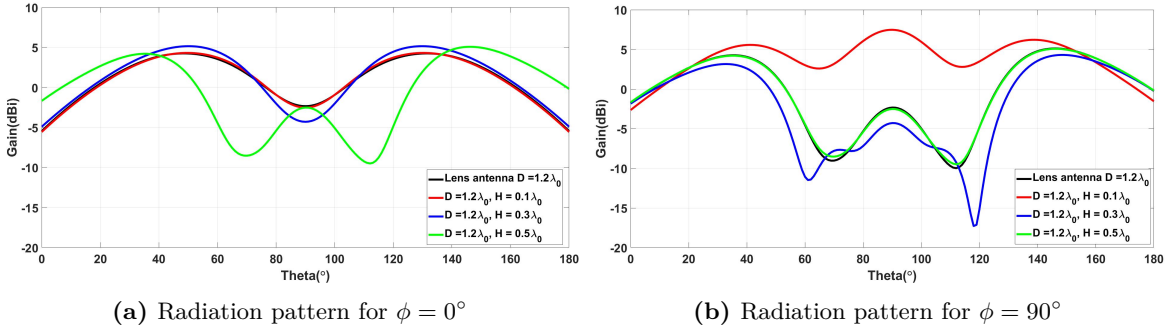 10
5
0
-5
-10
-15
-20
Gain(dBi)
Lens antenna D =1.2λ0
D =1.2λ0, H = 0.1λ0
D =1.2λ0, H = 0.3λ0
D =1.2λ0, H = 0.5λ0
0 20 40 60 80 100 120 140 160 180
Theta(°)
(a) Radiation pattern for ϕ = 0°
10
5
0
-5
-10
-15
-20
Gain(dBi)
Lens antenna D =1.2λ0
D =1.2λ0, H = 0.1λ0
D =1.2λ0, H = 0.3λ0
D =1.2λ0, H = 0.5λ0
0 20 40 60 80 100 120 140 160 180
Theta(°)
(b) Radiation pattern for ϕ = 90°